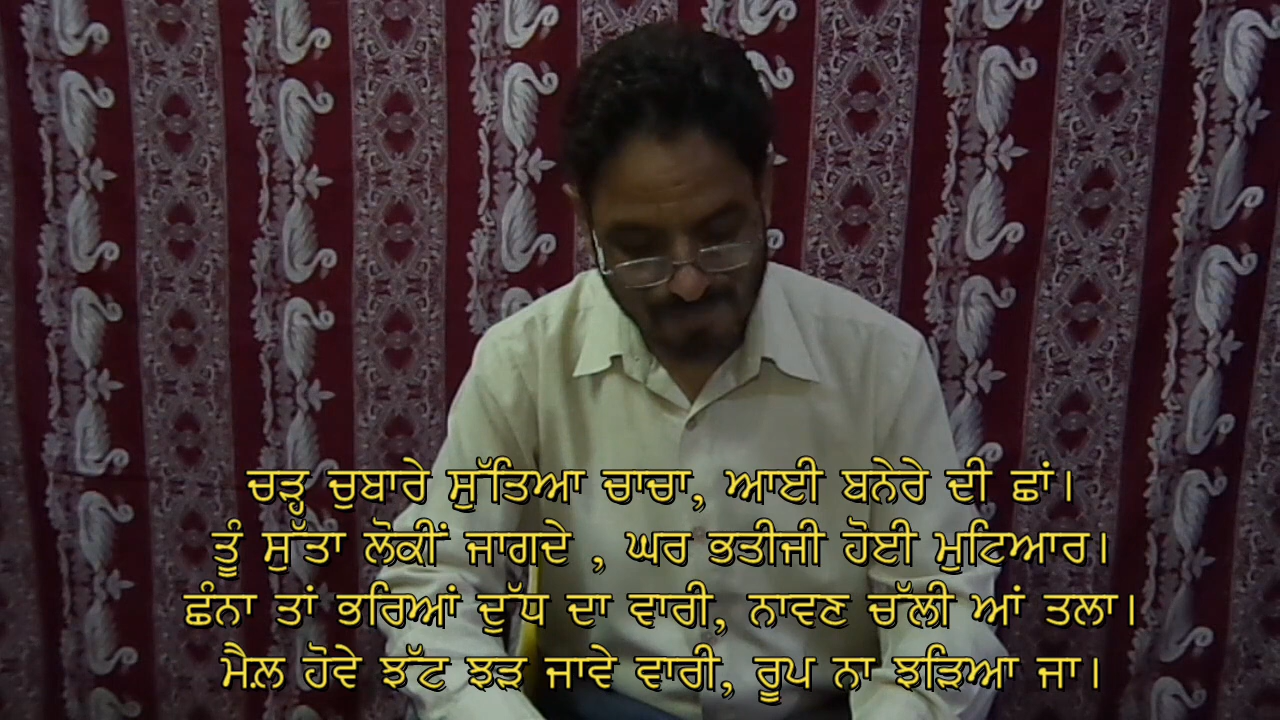 ਚੜ੍ਹ ਚੁਬਾਰੇ ਸੁੱਤਿਆ ਚਾਚਾ, ਆਈ ਬਨੇਰੇ ਦੀ ਛਾਂ।
ਤੂੰ ਸੁੱਤਾ ਲੋਕੀਂ ਜਾਗਦੇ , ਘਰ ਭਤੀਜੀ ਹੋਈ ਮੁਟਿਆਰ।
ਛੰਨਾ ਤਾਂ ਭਰਿਆਂ ਦੁੱਧ ਦਾ ਵਾਰੀ, ਨਾਵਣ ਚੱਲੀ ਆਂ ਤਲਾ।
ਮੈਲ਼ ਹੋਵੇ ਝੱਟ ਝੜ ਜਾਵੇ ਵਾਰੀ, ਰੂਪ ਨਾ ਝੜਿਆ ਜਾ।